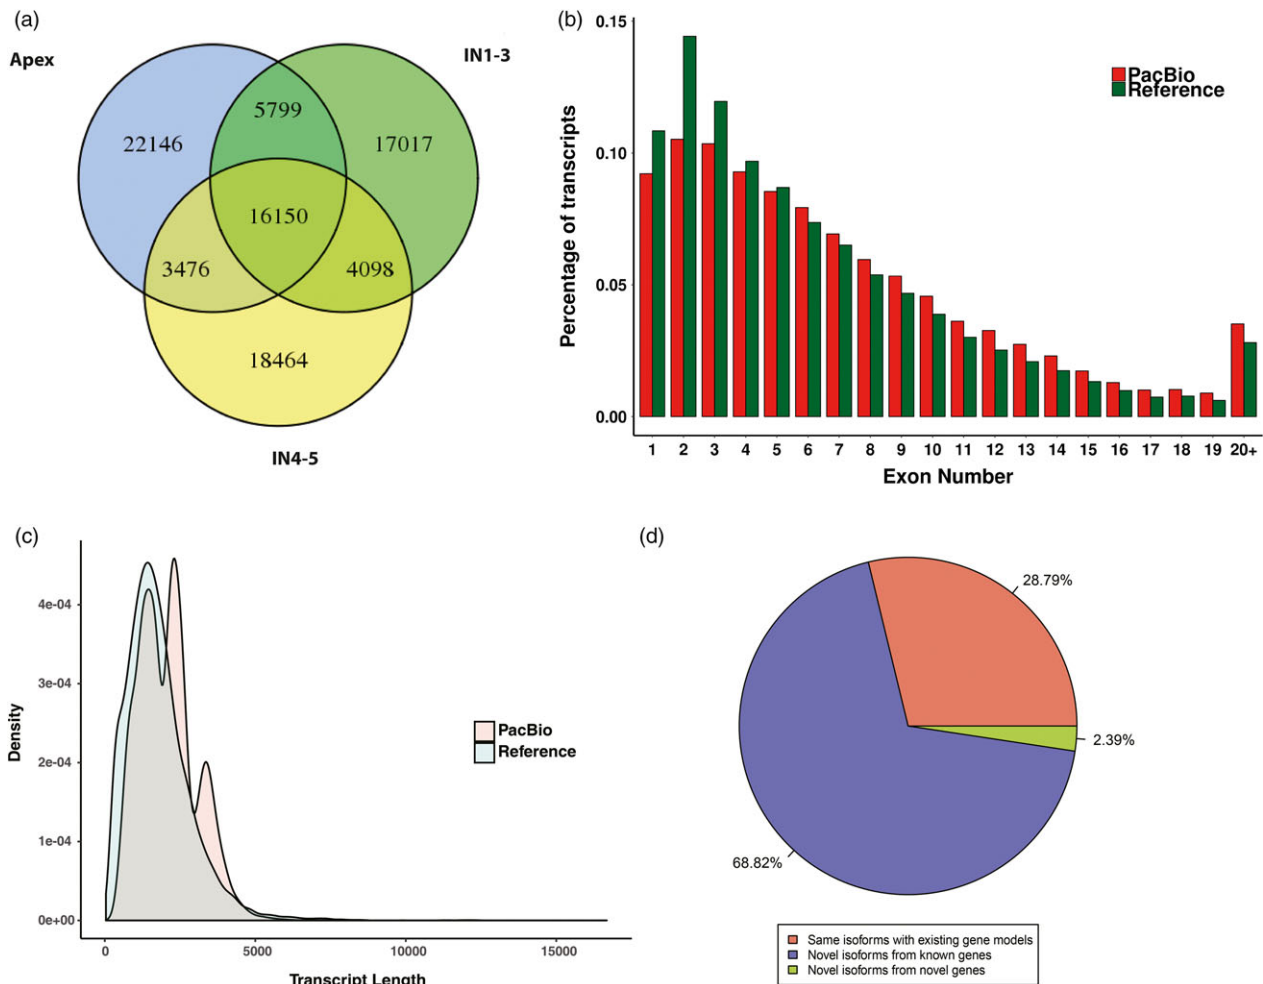 (a)
Apex
IN1-3
5799
22146
17017
16150
3476
4098
18464
IN4-5
(b)
0.15
0.10
0.05
0.00
Percentage of transcripts
PacBio
Reference
1 2 3 4 5 6 7 8 9 10 11 12 13 14 15 16 17 18 19 20+
Exon Number
(c)
4e-04
3e-04
2e-04
1e-04
0e+00
Density
PacBio
Reference
0 5000 10000 15000
Transcript Length
(d)
28.79%
2.39%
68.82%
Same isoforms with existing gene models
Novel isoforms from known genes
Novel isoforms from novel genes